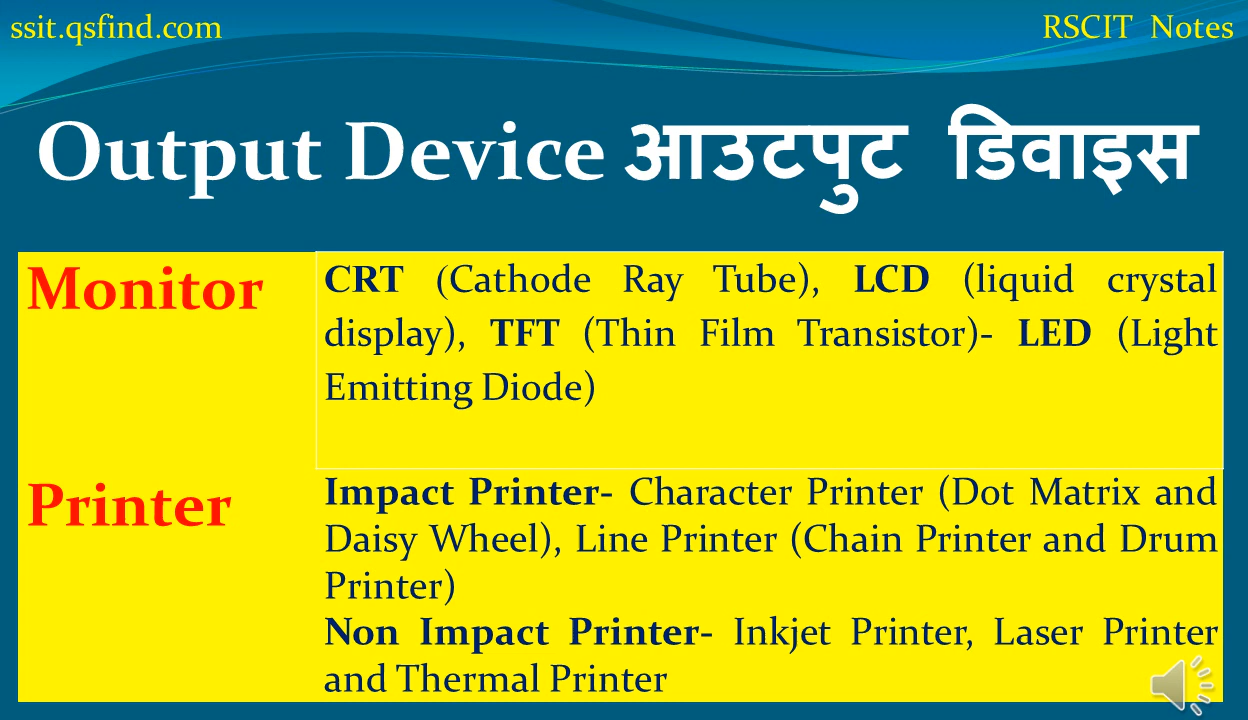 ssit.qsfind.com
RSCIT Notes
Output Device आउटपुट डिवाइस
Monitor
CRT (Cathode Ray Tube), LCD (liquid crystal
display), TFT (Thin Film Transistor)- LED (Light
Emitting Diode)
Printer
Impact Printer- Character Printer (Dot Matrix and
Daisy Wheel), Line Printer (Chain Printer and Drum
Printer)
Non Impact Printer- Inkjet Printer, Laser Printer
and Thermal Printer